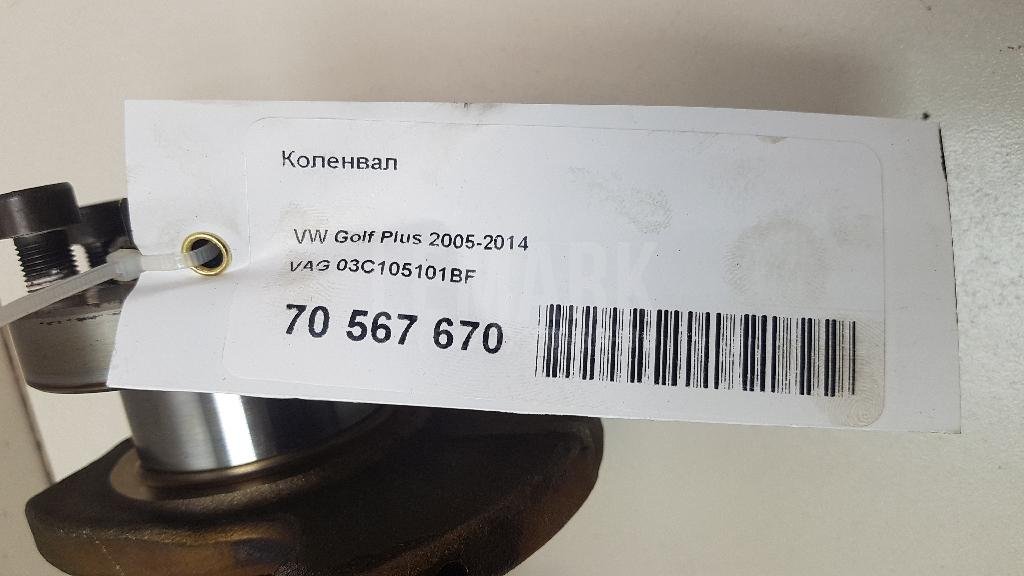 Коленвал
VW Golf Plus 2005-2014
VAG 03C105101BF
70 567 670